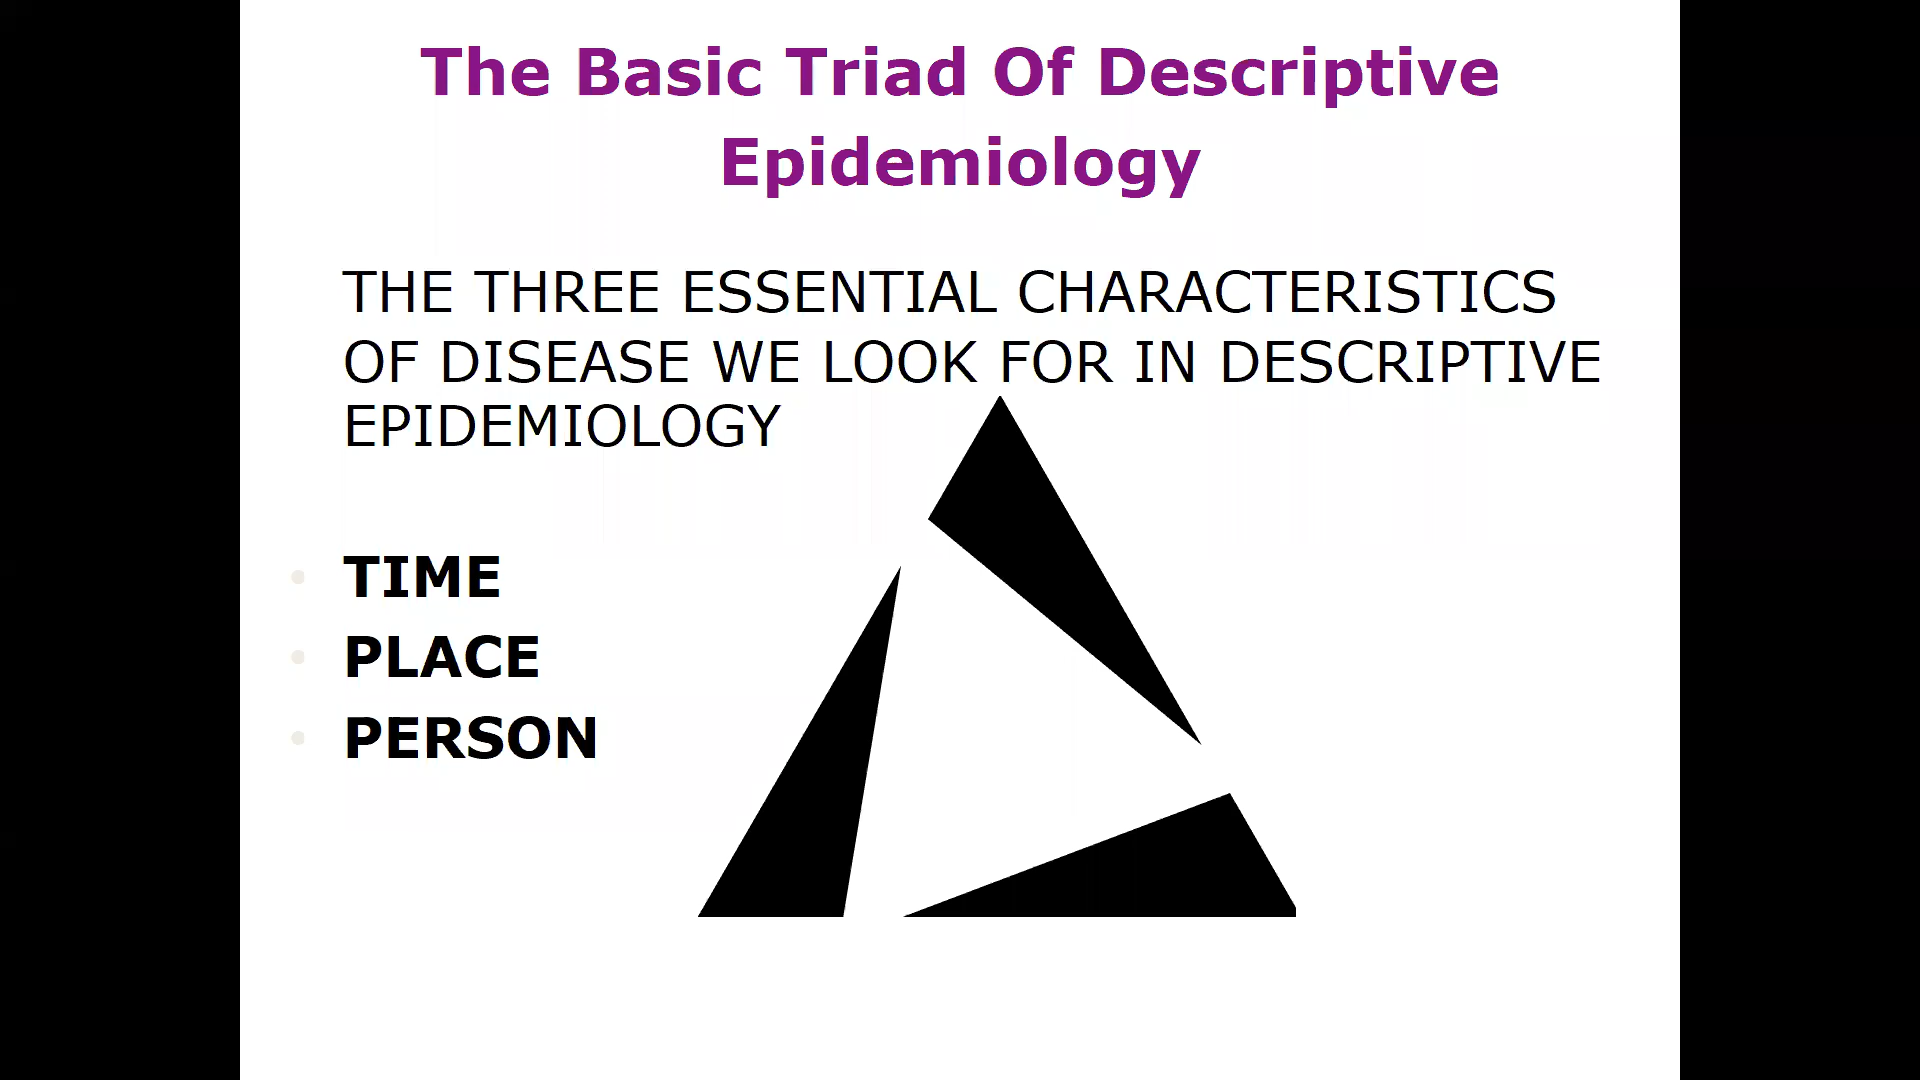 The Basic Triad Of Descriptive
Epidemiology
THE THREE ESSENTIAL CHARACTERISTICS
OF DISEASE WE LOOK FOR IN DESCRIPTIVE
EPIDEMIOLOGY
• TIME
• PLACE
• PERSON